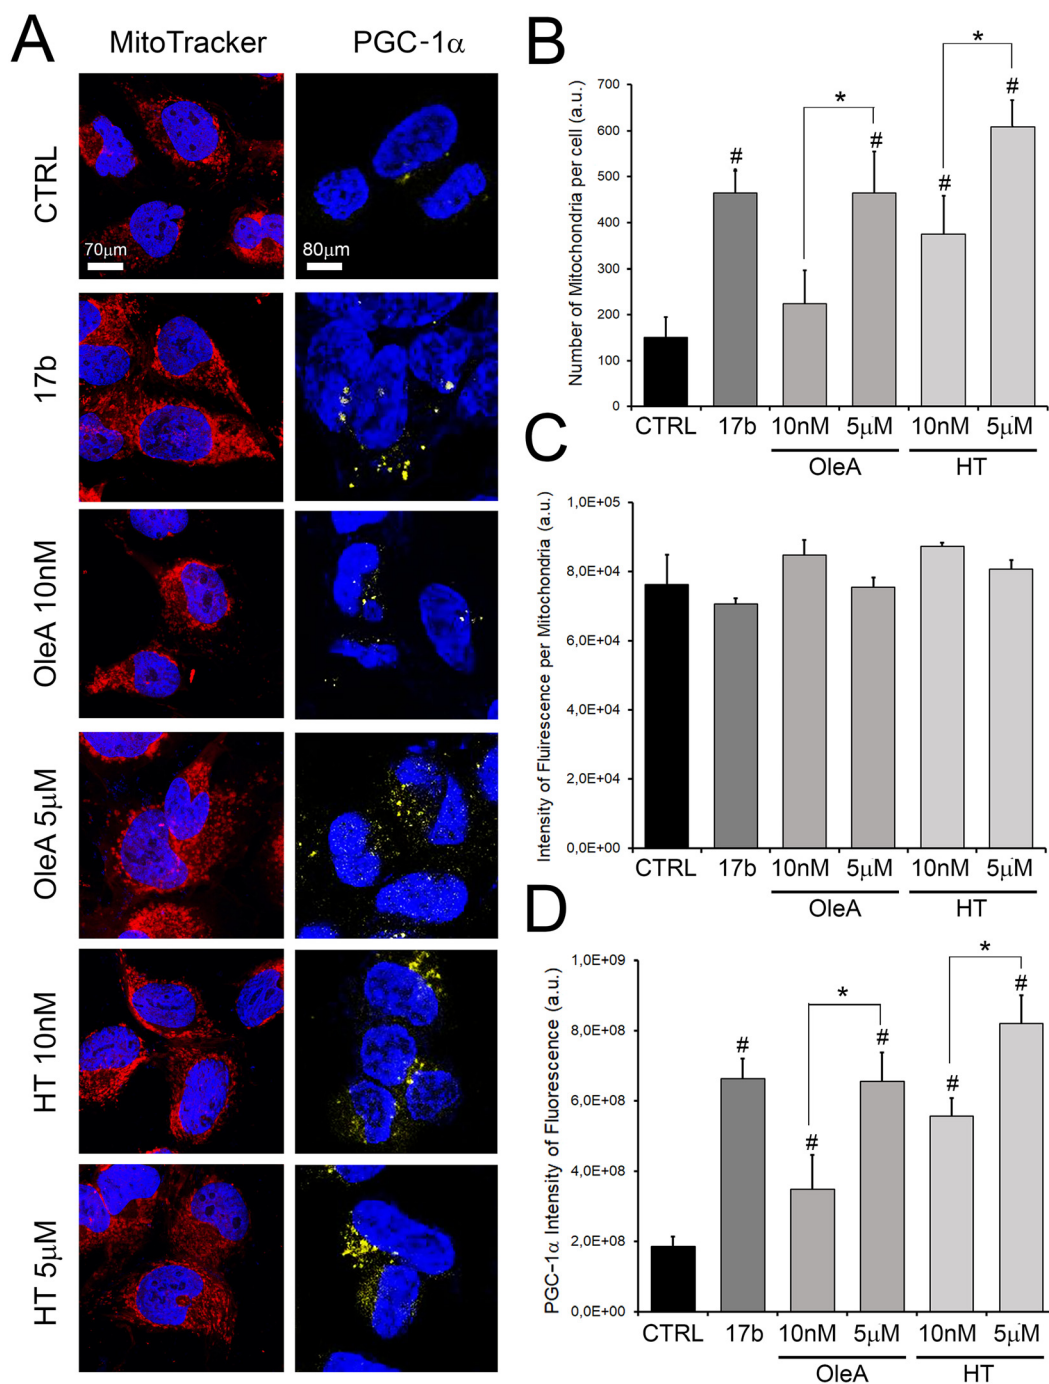 A
MitoTracker
PGC-1α
CTRL
70μm
80μm
17b
OleA 10nM
OleA 5μM
HT 10nM
HT 5μM
B
Number of Mitochondria per cell (a.u.)
700
600
500
400
300
200
100
0
#
*
#
#
*
#
CTRL 17b 10nM 5μM 10nM 5μM
OleA HT
C
Intensity of Fluirescence per Mitochondria (a.u.)
1,0E+05
8,0E+04
6,0E+04
4,0E+04
2,0E+04
0,0E+00
CTRL 17b 10nM 5μM 10nM 5μM
OleA HT
D
PGC-1α Intensity of Fluorescence (a.u.)
1,0E+09
8,0E+08
6,0E+08
4,0E+08
2,0E+08
0,0E+00
#
#
*
#
#
*
#
CTRL 17b 10nM 5μM 10nM 5μM
OleA HT